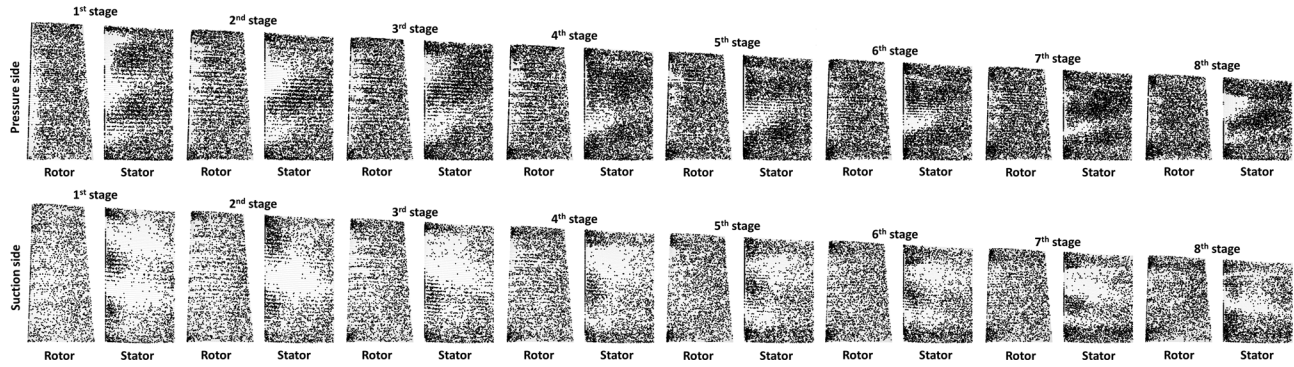 Pressure side
1st stage
2nd stage
3rd stage
4th stage
5th stage
6th stage
7th stage
8th stage
Rotor Stator Rotor Stator Rotor Stator Rotor Stator Rotor Stator Rotor Stator Rotor Stator Rotor Stator
Suction side
1st stage
2nd stage
3rd stage
4th stage
5th stage
6th stage
7th stage
8th stage
Rotor Stator Rotor Stator Rotor Stator Rotor Stator Rotor Stator Rotor Stator Rotor Stator Rotor Stator